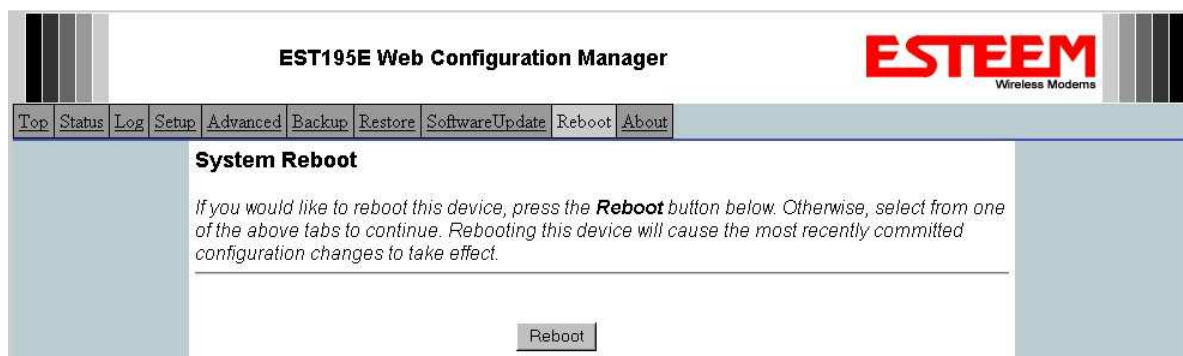 EST195E Web Configuration Manager
ESTEEM
Wireless Modems
Top Status Log Setup Advanced Backup Restore SoftwareUpdate Reboot About
System Reboot
If you would like to reboot this device, press the Reboot button below. Otherwise, select from one
of the above tabs to continue. Rebooting this device will cause the most recently committed
configuration changes to take effect.
Reboot